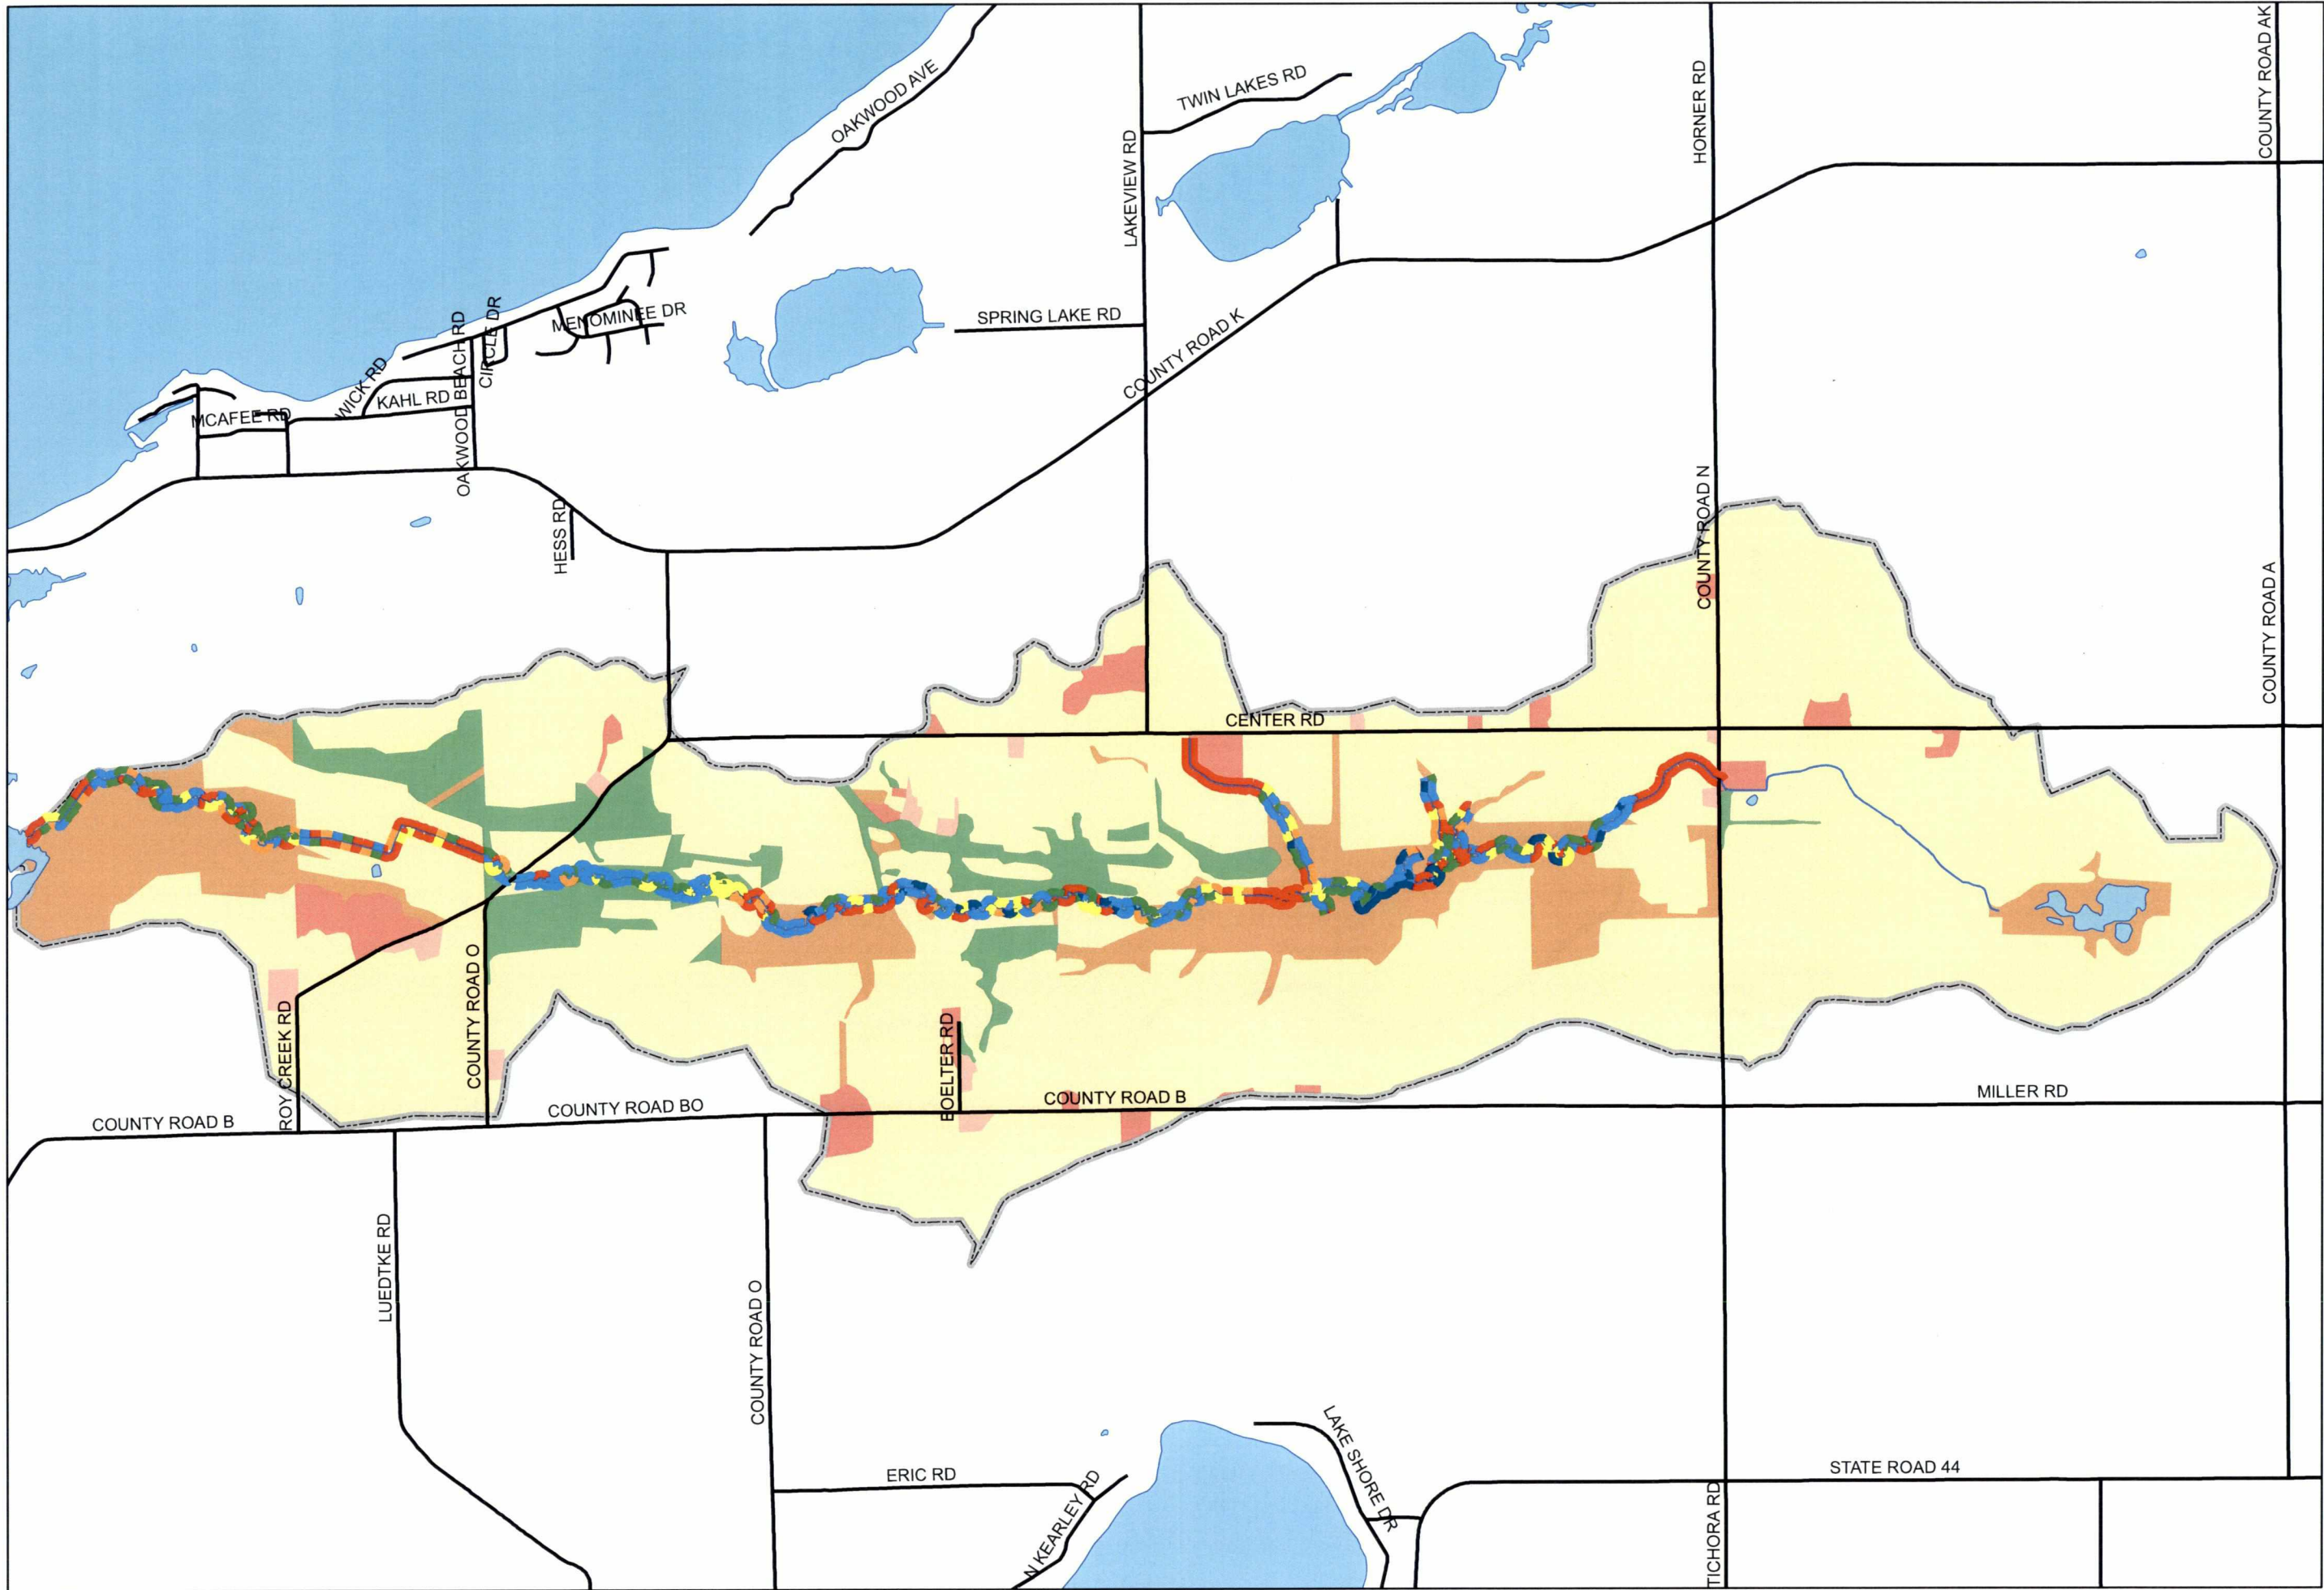 COUNTY ROAD AK
OAKWOOD AVE
TWIN LAKES RD
HORNER RD
LAKEVIEW RD
SPRING LAKE RD
COUNTY ROAD K
MENOMINEE DR
CIRCLE DR
OAKWOOD BEACH RD
WICK RD
KAHL RD
MCAFEE RD
HESS RD
COUNTY ROAD N
COUNTY ROAD A
CENTER RD
COUNTY ROAD O
ROY CREEK RD
BOELTER RD
COUNTY ROAD B
COUNTY ROAD BO
COUNTY ROAD B
MILLER RD
LUEDTKE RD
COUNTY ROAD O
LAKE SHORE DR
ERIC RD
N KEARLEY RD
STATE ROAD 44
TICHORA RD